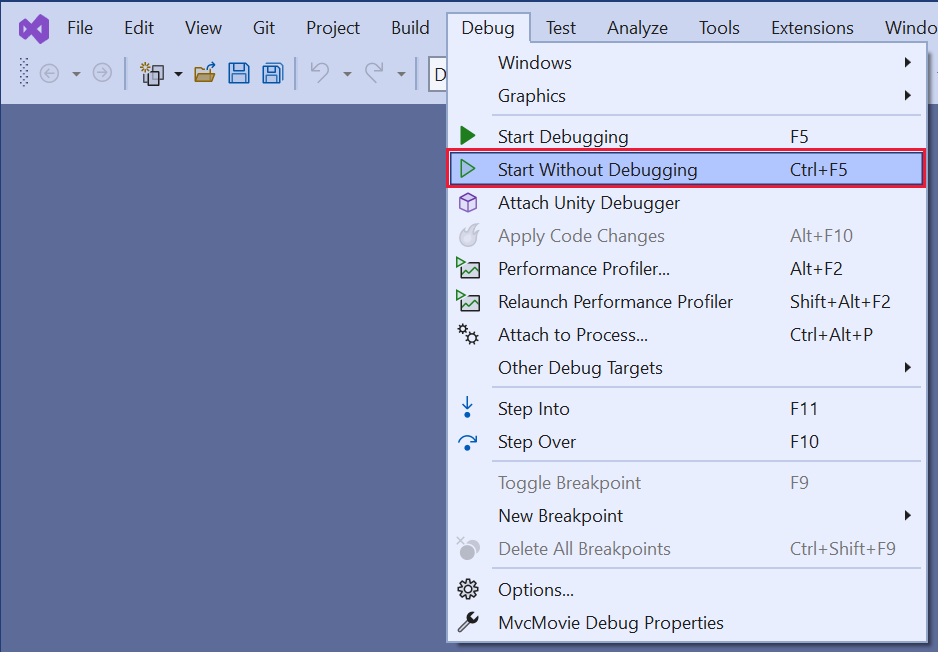 File Edit View Git Project Build Debug Test Analyze Tools Extensions Windo
D
Windows
Graphics
Start Debugging F5
Start Without Debugging Ctrl+F5
Attach Unity Debugger
Apply Code Changes Alt+F10
Performance Profiler... Alt+F2
Relaunch Performance Profiler Shift+Alt+F2
Attach to Process... Ctrl+Alt+P
Other Debug Targets
Step Into F11
Step Over F10
Toggle Breakpoint F9
New Breakpoint
Delete All Breakpoints Ctrl+Shift+F9
Options...
MvcMovie Debug Properties